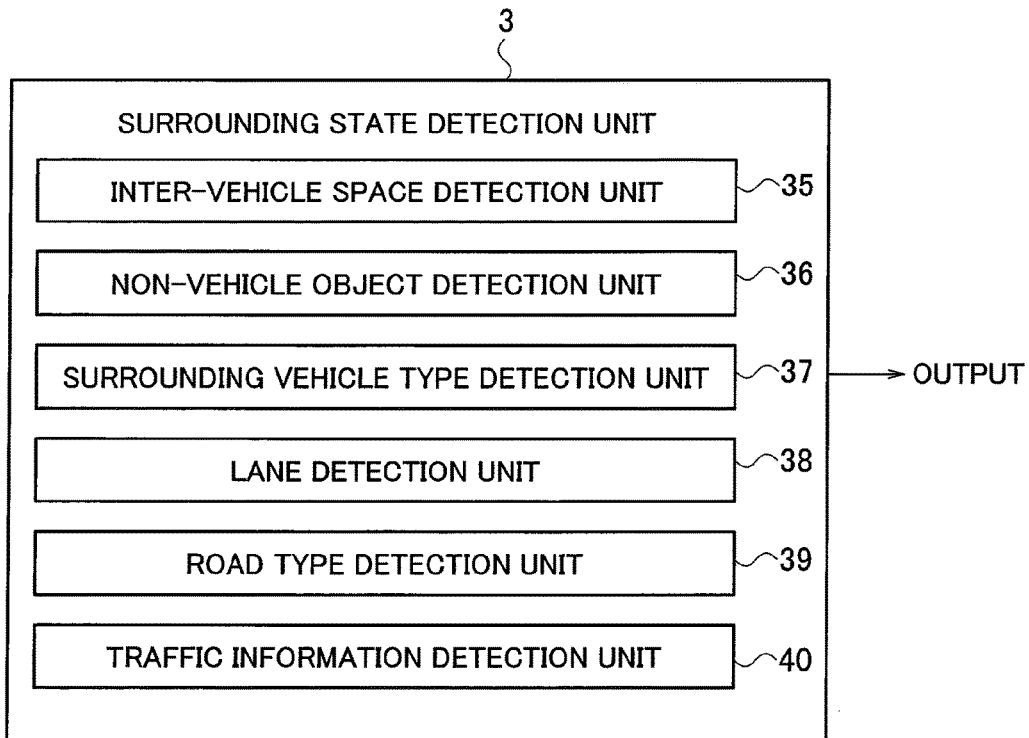 3
SURROUNDING STATE DETECTION UNIT
INTER-VEHICLE SPACE DETECTION UNIT 35
NON-VEHICLE OBJECT DETECTION UNIT 36
SURROUNDING VEHICLE TYPE DETECTION UNIT 37
OUTPUT
LANE DETECTION UNIT 38
ROAD TYPE DETECTION UNIT 39
TRAFFIC INFORMATION DETECTION UNIT 40